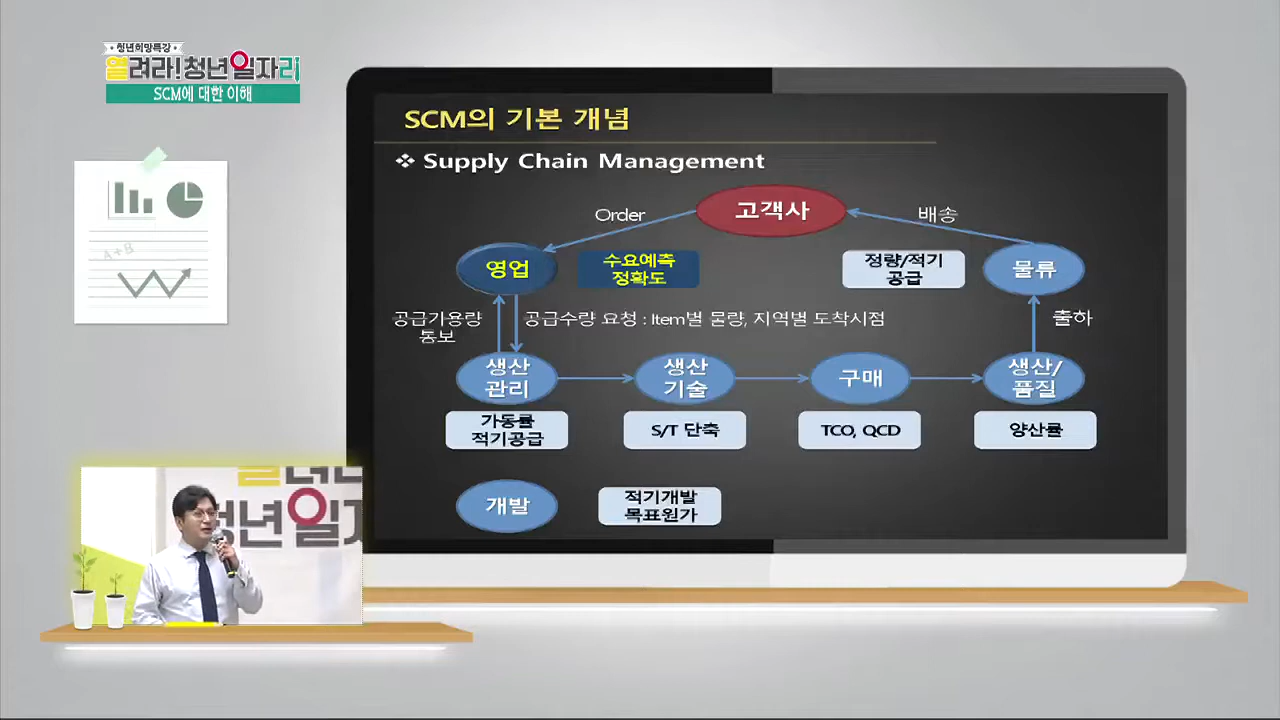 청년희망특강
열려라!청년일자리
SCM에 대한 이해
SCM의 기본 개념
❖ Supply Chain Management
고객사
Order
배송
영업
수요예측
정확도
정량/적기
공급
물류
공급가용량
통보
공급수량 요청 : Item별 물량, 지역별 도착시점
출하
생산
관리
생산
기술
구매
생산/
품질
가동률
적기공급
S/T 단축
TCO, QCD
양산률
개발
적기개발
목표원가
A+B
청년일자